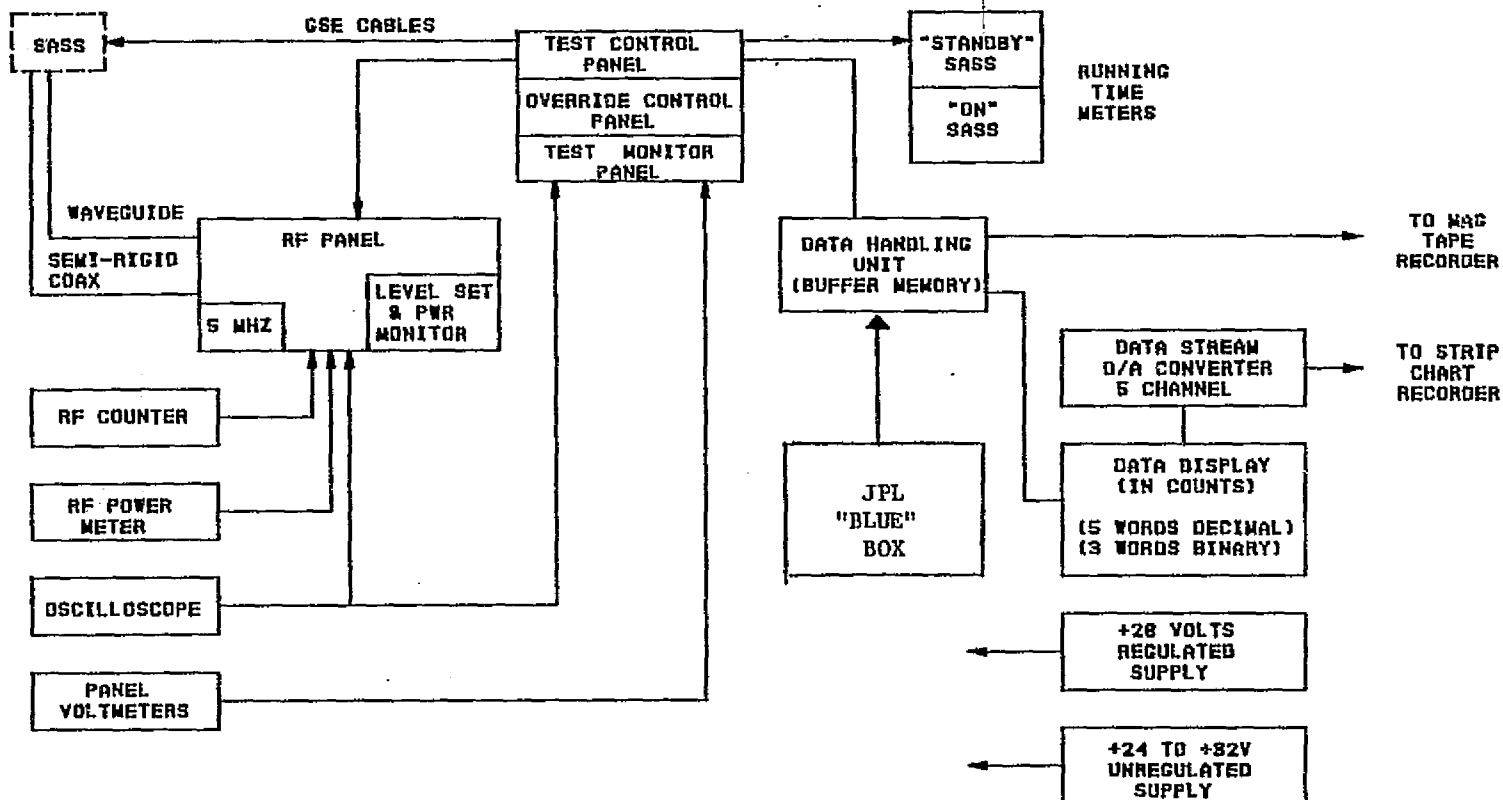 SASS
GSE CABLES
TEST CONTROL
PANEL
OVERRIDE CONTROL
PANEL
TEST MONITOR
PANEL
"STANDBY"
SASS
"ON"
SASS
RUNNING
TIME
METERS
WAVEGUIDE
SEMI-RIGID
COAX
RF PANEL
5 MHZ
LEVEL SET
& PWR
MONITOR
DATA HANDLING
UNIT
(BUFFER MEMORY)
TO MAG
TAPE
RECORDER
DATA STREAM
D/A CONVERTER
5 CHANNEL
TO STRIP
CHART
RECORDER
RF COUNTER
RF POWER
METER
OSCILLOSCOPE
PANEL
VOLTMETERS
JPL
"BLUE"
BOX
DATA DISPLAY
(IN COUNTS)
(5 WORDS DECIMAL)
(3 WORDS BINARY)
+28 VOLTS
REGULATED
SUPPLY
+24 TO +32V
UNREGULATED
SUPPLY